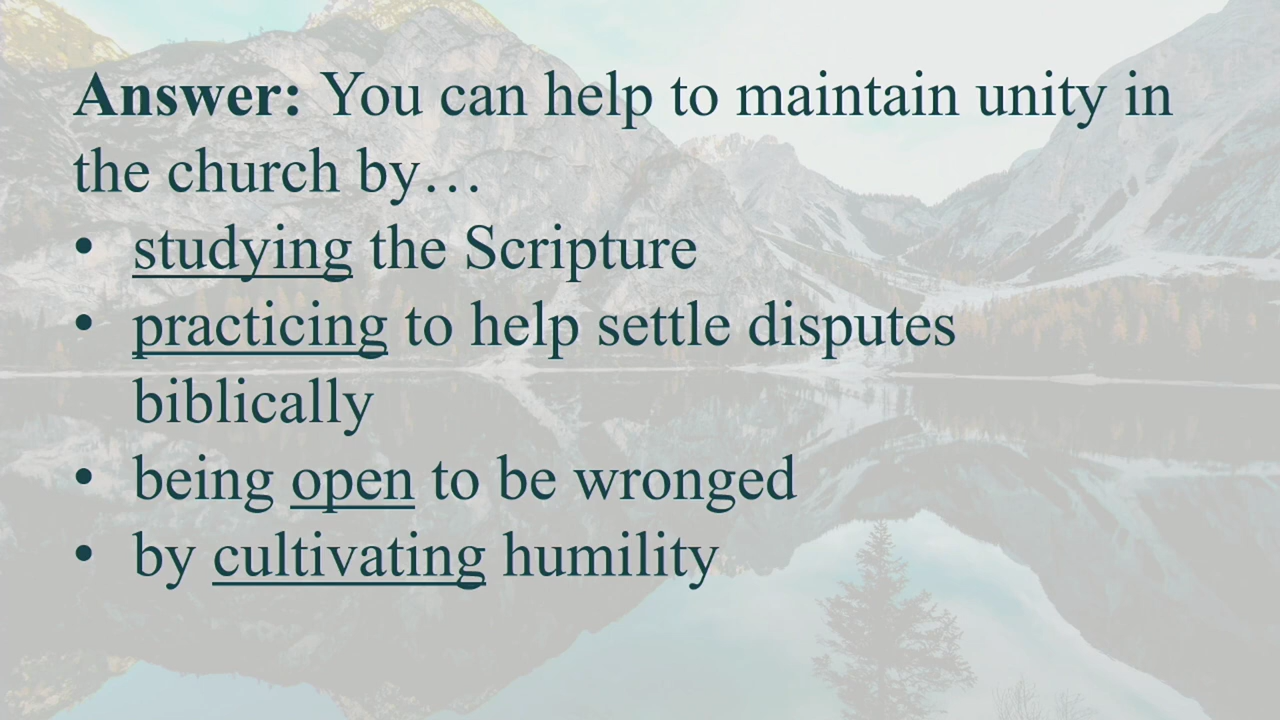 Answer: You can help to maintain unity in
the church by…
• studying the Scripture
• practicing to help settle disputes
biblically
• being open to be wronged
• by cultivating humility